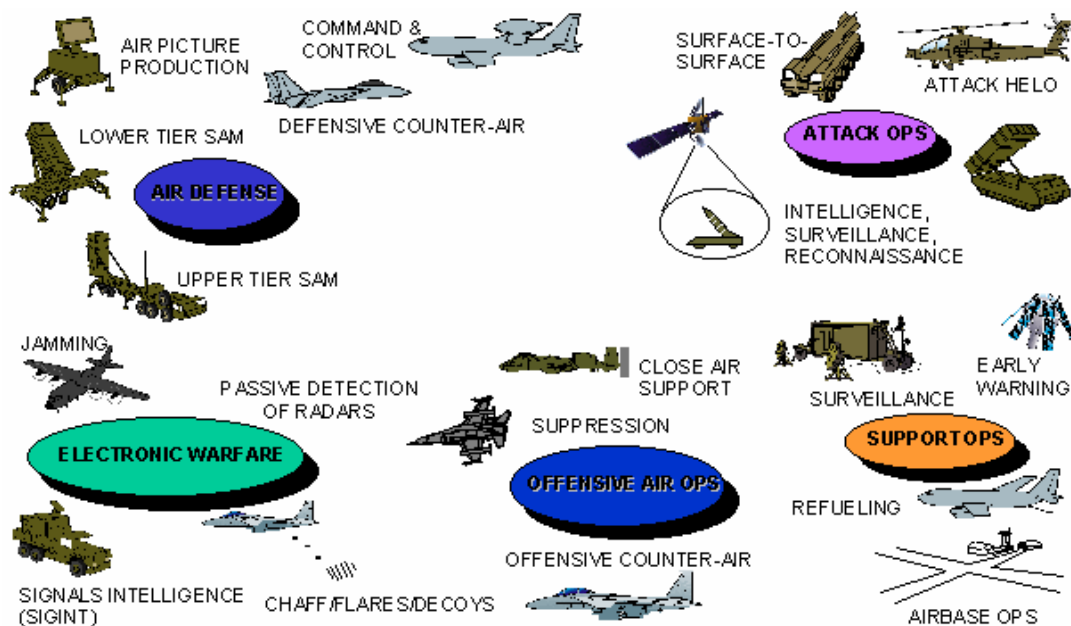 AIR PICTURE
PRODUCTION
COMMAND &
CONTROL
DEFENSIVE COUNTER-AIR
LOWER TIER SAM
AIR DEFENSE
UPPER TIER SAM
SURFACE-TO-
SURFACE
ATTACK HELO
ATTACK OPS
INTELLIGENCE,
SURVEILLANCE,
RECONNAISSANCE
JAMMING
PASSIVE DETECTION
OF RADARS
ELECTRONIC WARFARE
SIGNALS INTELLIGENCE
(SIGINT)
CHAFF/FLARES/DECOYS
CLOSE AIR
SUPPORT
SUPPRESSION
OFFENSIVE AIR OPS
OFFENSIVE COUNTER-AIR
SURVEILLANCE
EARLY
WARNING
SUPPORT OPS
REFUELING
AIRBASE OPS